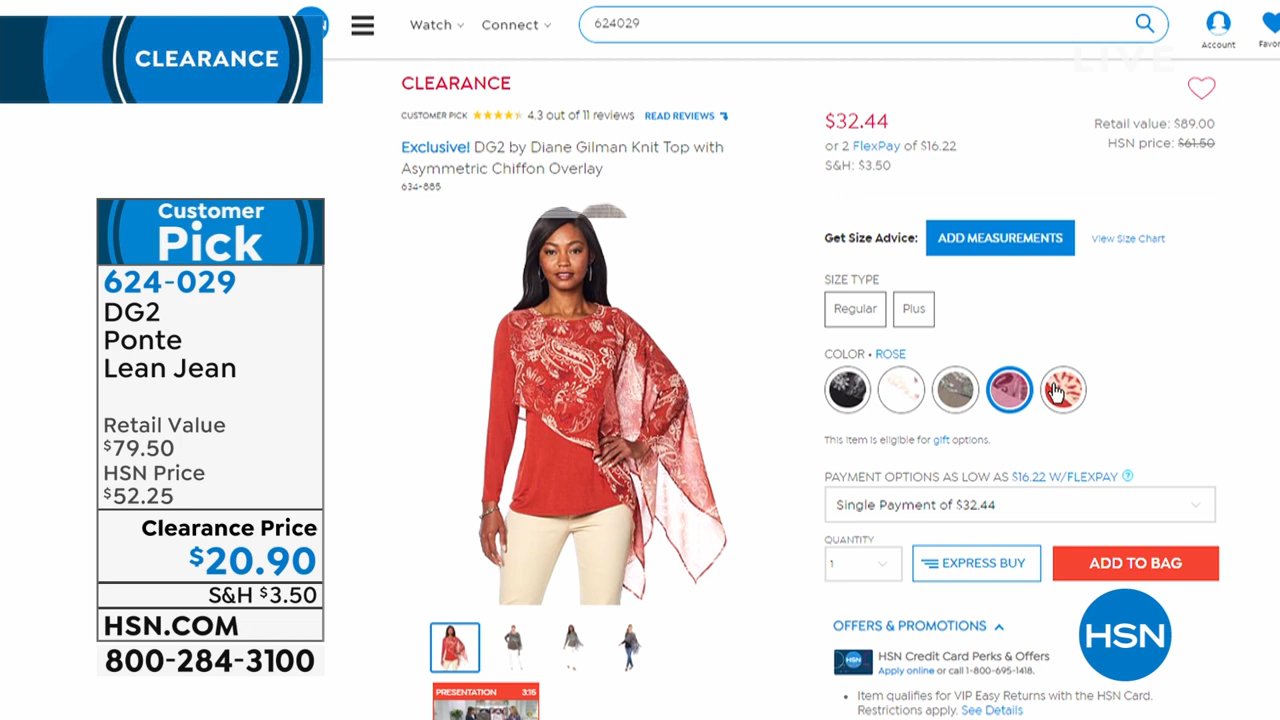 CLEARANCE
Watch
Connect
624029
Account
Favor
LIVE
CLEARANCE
CUSTOMER PICK 4.3 out of 11 reviews READ REVIEWS
Exclusive! DG2 by Diane Gilman Knit Top with
Asymmetric Chiffon Overlay
634-885
$32.44
or 2 FlexPay of $16.22
S&H: $3.50
Retail value: $89.00
HSN price: $61.50
Get Size Advice: ADD MEASUREMENTS View Size Chart
SIZE TYPE
Regular Plus
COLOR • ROSE
This item is eligible for gift options.
PAYMENT OPTIONS AS LOW AS $16.22 W/FLEXPAY ?
Single Payment of $32.44
QUANTITY
1
EXPRESS BUY
ADD TO BAG
OFFERS & PROMOTIONS
HSN
HSN Credit Card Perks & Offers
Apply online or call 1-800-695-1418.
HSN
• Item qualifies for VIP Easy Returns with the HSN Card.
Restrictions apply. See Details
PRESENTATION 3:15
Customer
Pick
624-029
DG2
Ponte
Lean Jean
Retail Value
$79.50
HSN Price
$52.25
Clearance Price
$20.90
S&H $3.50
HSN.COM
800-284-3100